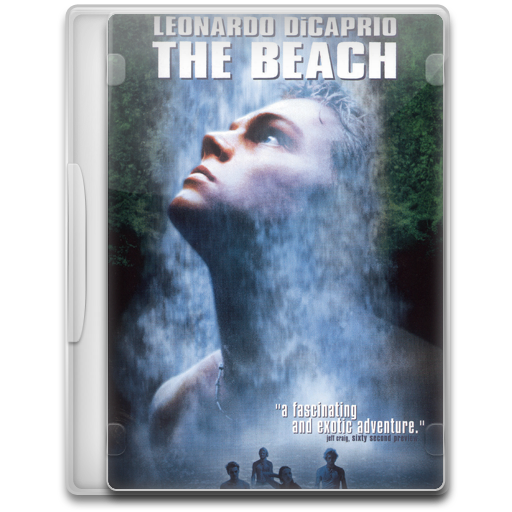 LEONARDO DiCAPRIO
THE BEACH
"a fascinating
and exotic adventure."
jeff craig, sixty second preview